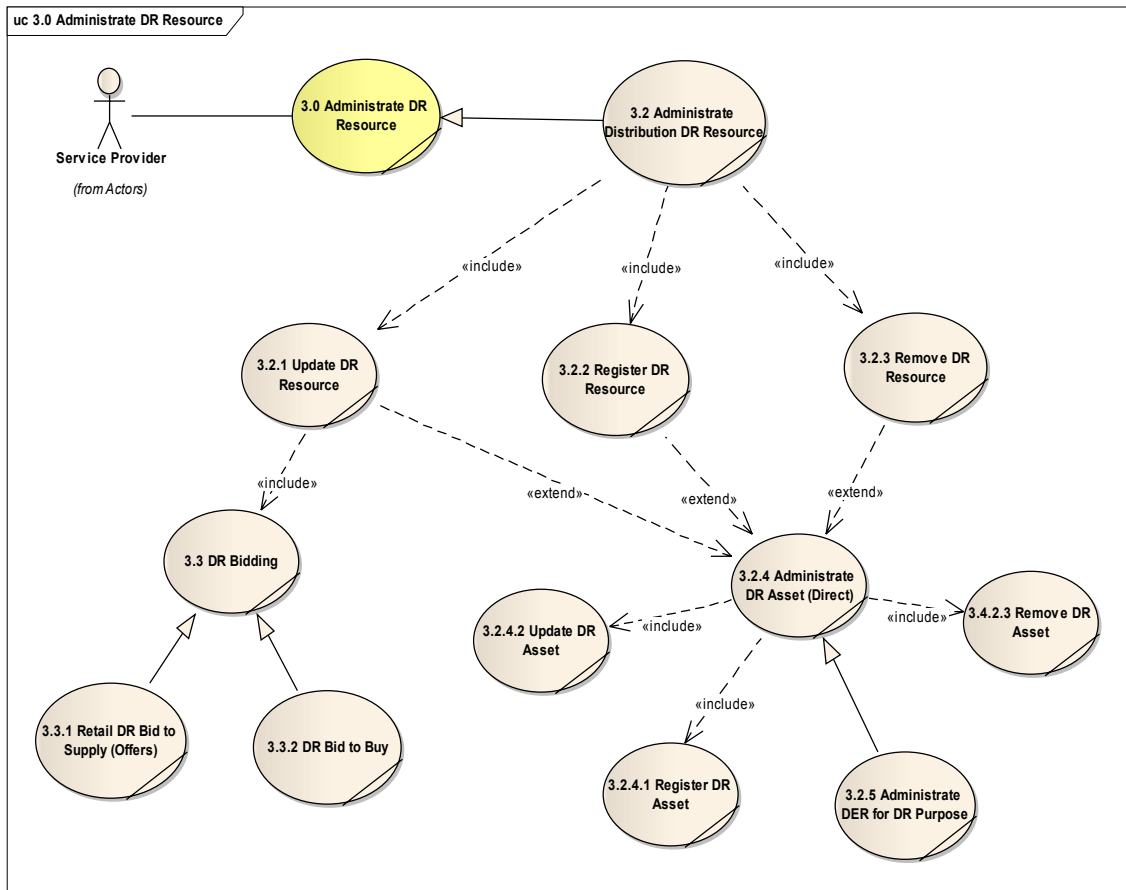 uc 3.0 Administrate DR Resource
Service Provider
(from Actors)
3.0 Administrate DR
Resource
3.2 Administrate
Distribution DR Resource
«include»
«include»
«include»
3.2.1 Update DR
Resource
3.2.2 Register DR
Resource
3.2.3 Remove DR
Resource
«include»
«extend»
«extend»
«extend»
3.3 DR Bidding
3.2.4 Administrate
DR Asset (Direct)
3.2.4.2 Update DR
Asset
«include»
«include»
3.4.2.3 Remove DR
Asset
«include»
3.3.1 Retail DR Bid to
Supply (Offers)
3.3.2 DR Bid to Buy
3.2.4.1 Register DR
Asset
3.2.5 Administrate
DER for DR Purpose